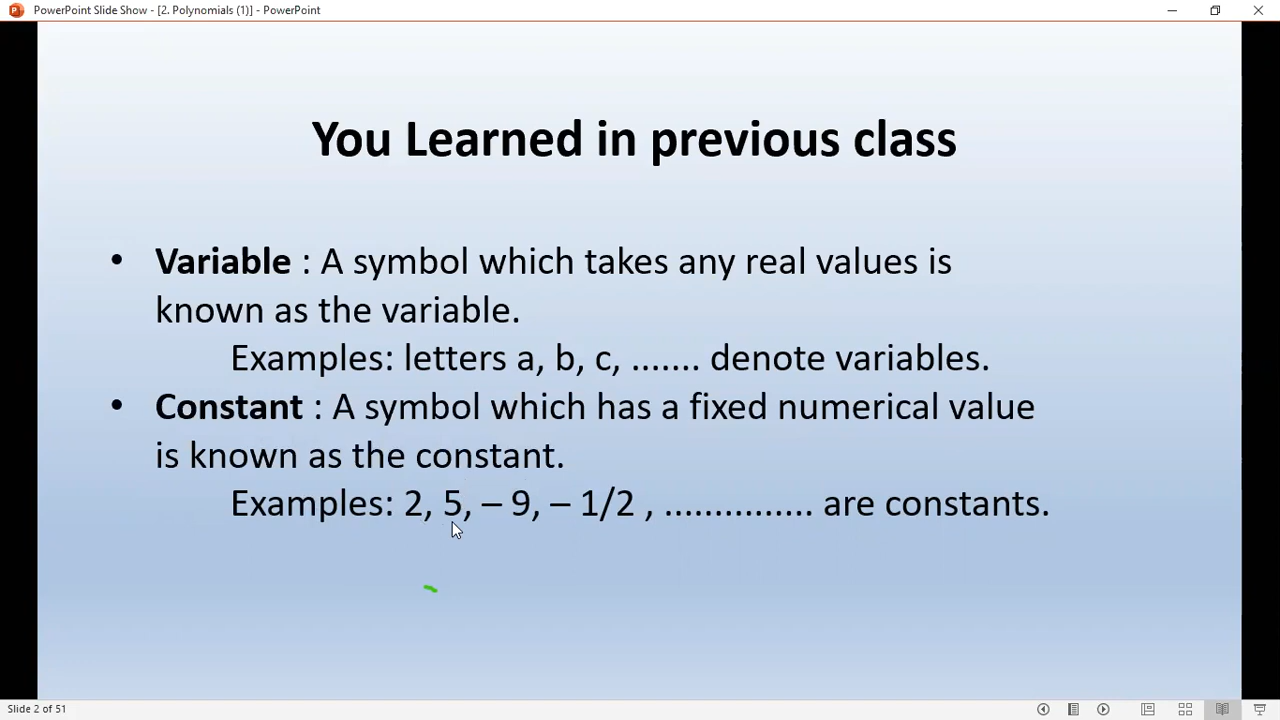 PowerPoint Slide Show - [2. Polynomials (1)] - PowerPoint
You Learned in previous class
• Variable : A symbol which takes any real values is
known as the variable.
Examples: letters a, b, c, ....... denote variables.
• Constant : A symbol which has a fixed numerical value
is known as the constant.
Examples: 2, 5, – 9, – 1/2 , ............... are constants.
Slide 2 of 51